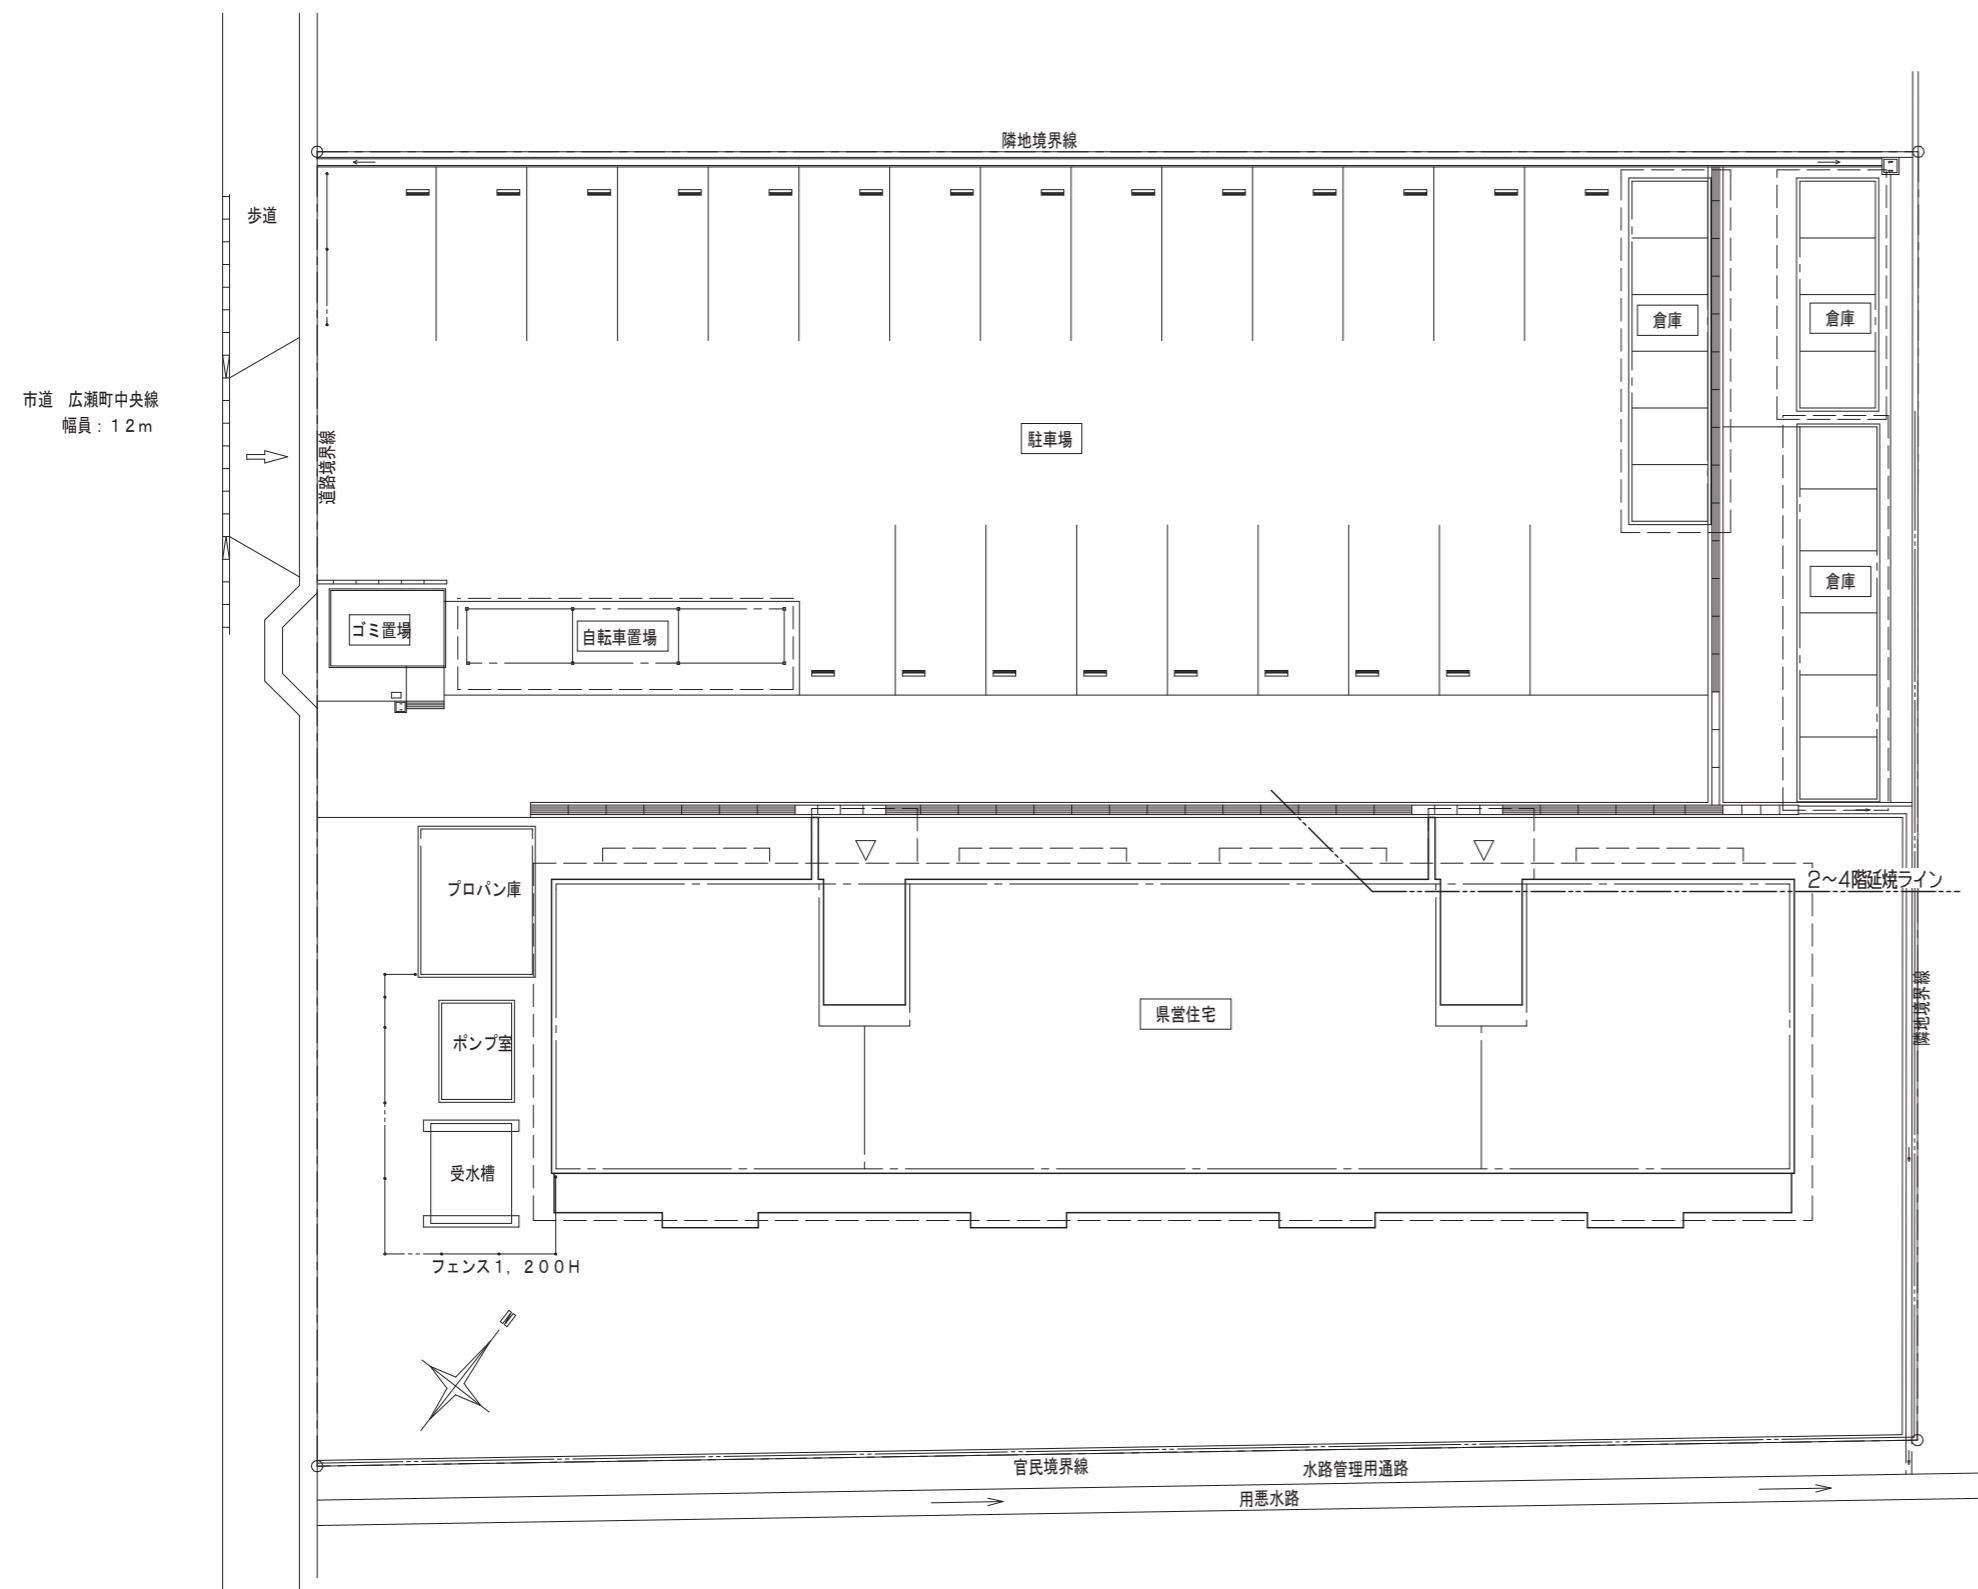 隣地境界線
歩道
市道　広瀬町中央線
幅員：１２ｍ
道路境界線
駐車場
倉庫
倉庫
倉庫
ゴミ置場
自転車置場
2～4階延焼ライン
プロパン庫
ポンプ室
受水槽
県営住宅
隣地境界線
フェンス１，２００Ｈ
N
官民境界線
水路管理用通路
用悪水路